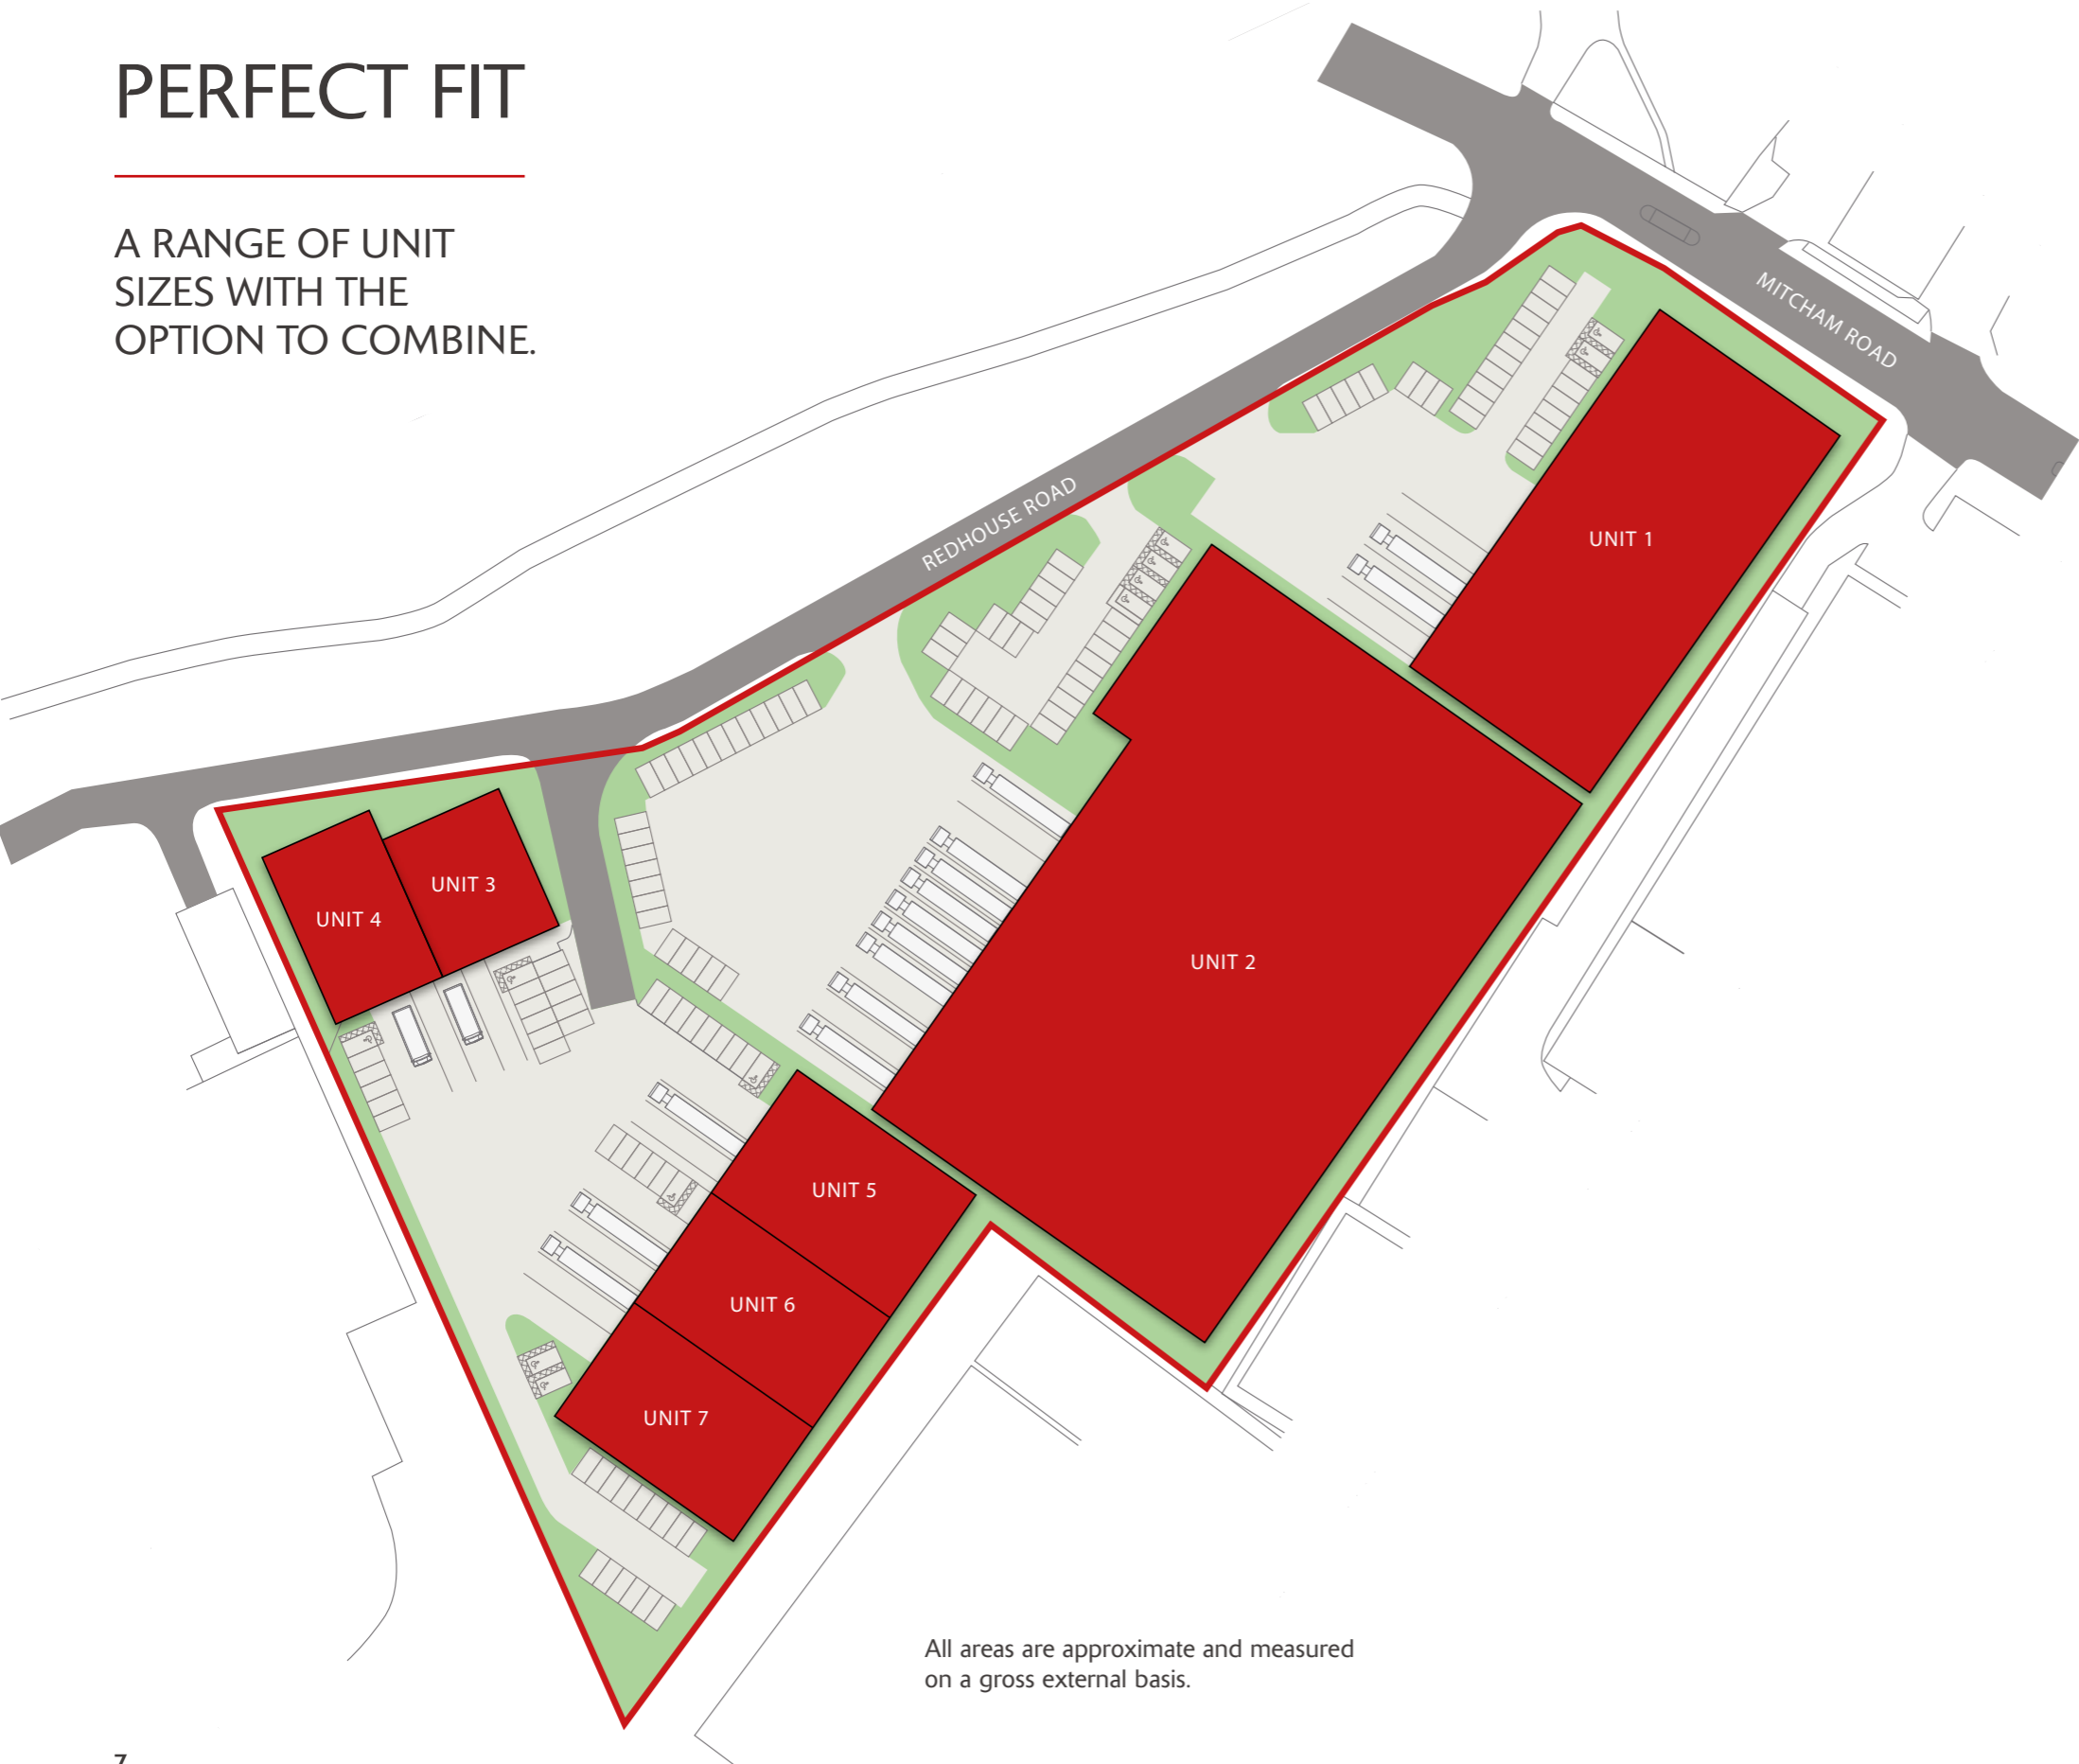 PERFECT FIT
A RANGE OF UNIT
SIZES WITH THE
OPTION TO COMBINE.
MITCHAM ROAD
REDHOUSE ROAD
UNIT 1
UNIT 2
UNIT 3
UNIT 4
UNIT 5
UNIT 6
UNIT 7
All areas are approximate and measured
on a gross external basis.
7